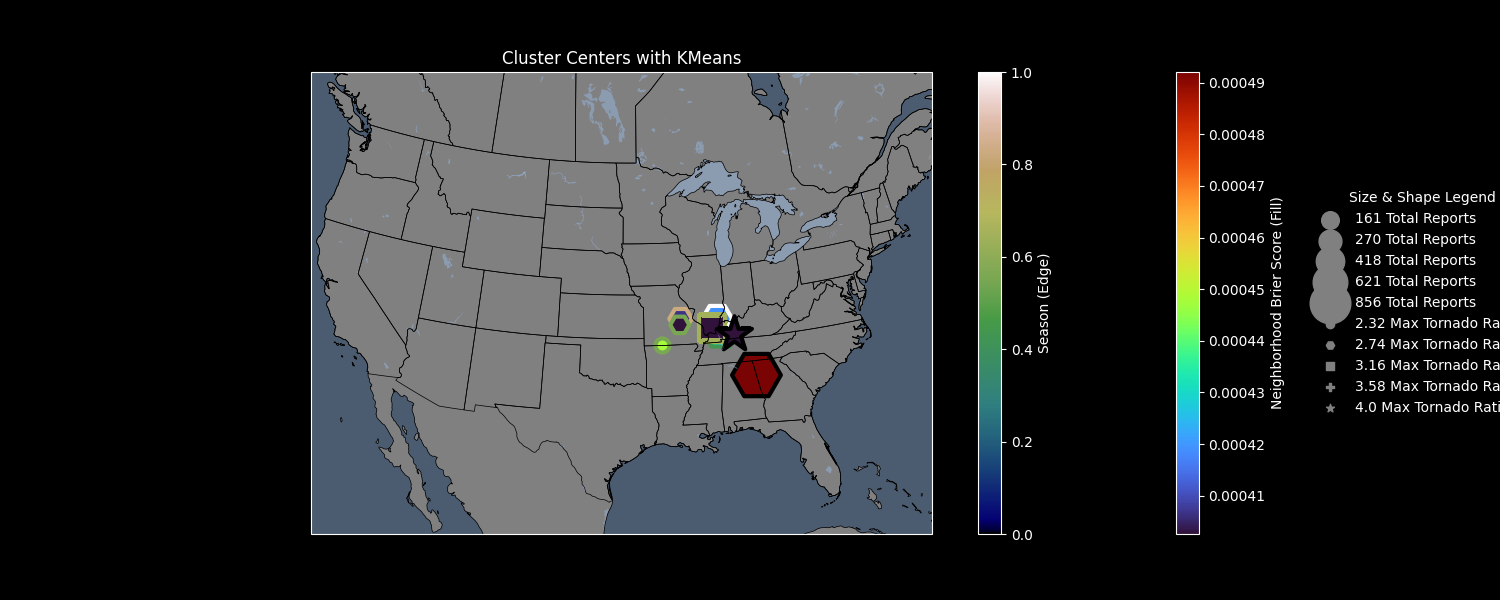 Cluster Centers with KMeans
1.0
0.8
0.6
0.4
0.2
0.0
Season (Edge)
0.00049
0.00048
0.00047
0.00046
0.00045
0.00044
0.00043
0.00042
0.00041
Neighborhood Brier Score (Fill)
Size & Shape Legend
161 Total Reports
270 Total Reports
418 Total Reports
621 Total Reports
856 Total Reports
2.32 Max Tornado Ra
2.74 Max Tornado Ra
3.16 Max Tornado Ra
3.58 Max Tornado Ra
4.0 Max Tornado Rati